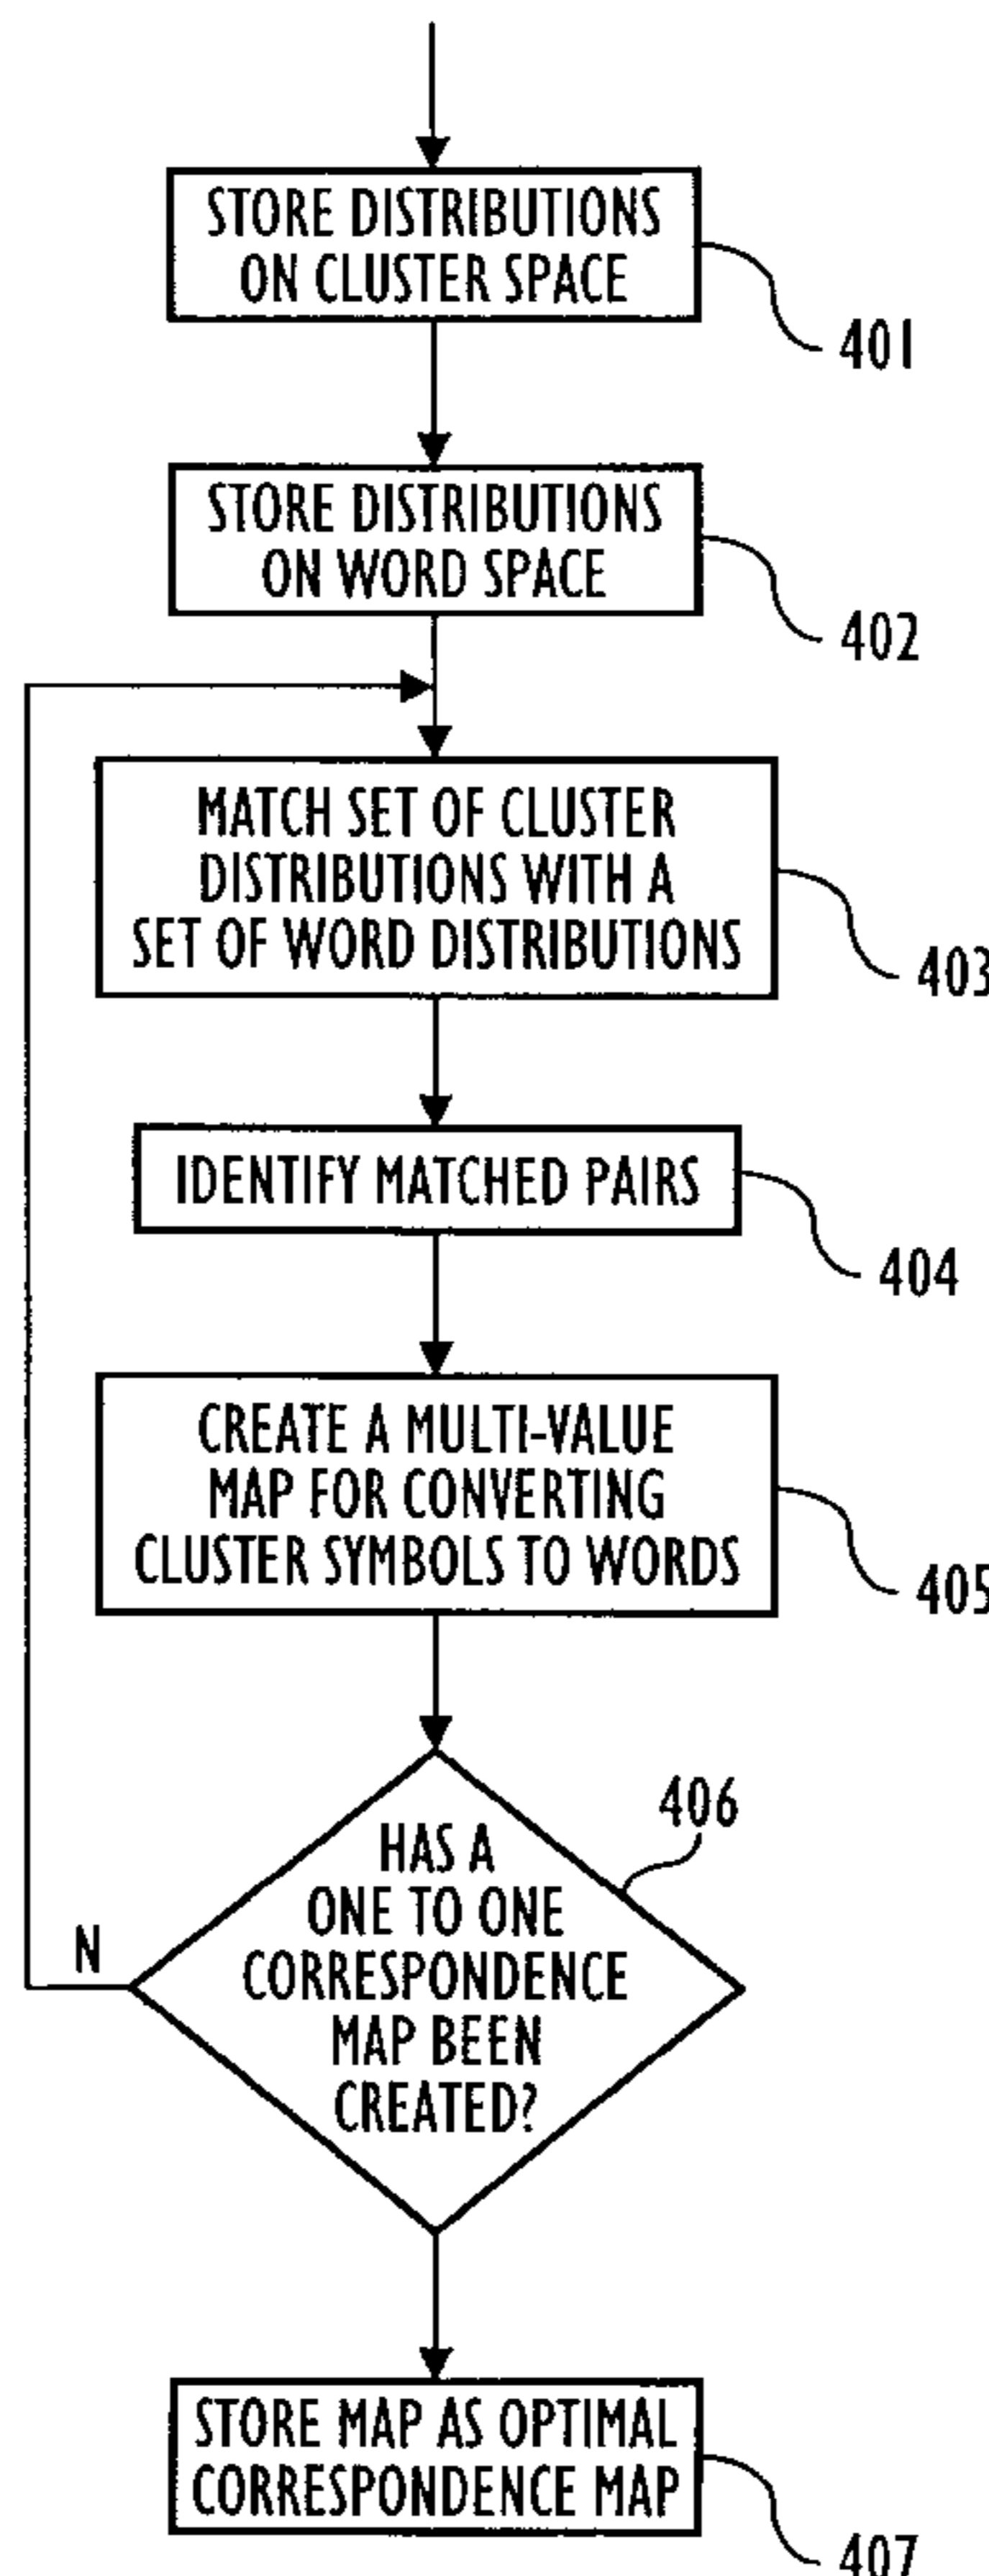 STORE DISTRIBUTIONS
ON CLUSTER SPACE
401
STORE DISTRIBUTIONS
ON WORD SPACE
402
MATCH SET OF CLUSTER
DISTRIBUTIONS WITH A
SET OF WORD DISTRIBUTIONS
403
IDENTIFY MATCHED PAIRS
404
CREATE A MULTI-VALUE
MAP FOR CONVERTING
CLUSTER SYMBOLS TO WORDS
405
406
HAS A
ONE TO ONE
CORRESPONDENCE
MAP BEEN
CREATED?
N
STORE MAP AS OPTIMAL
CORRESPONDENCE MAP
407